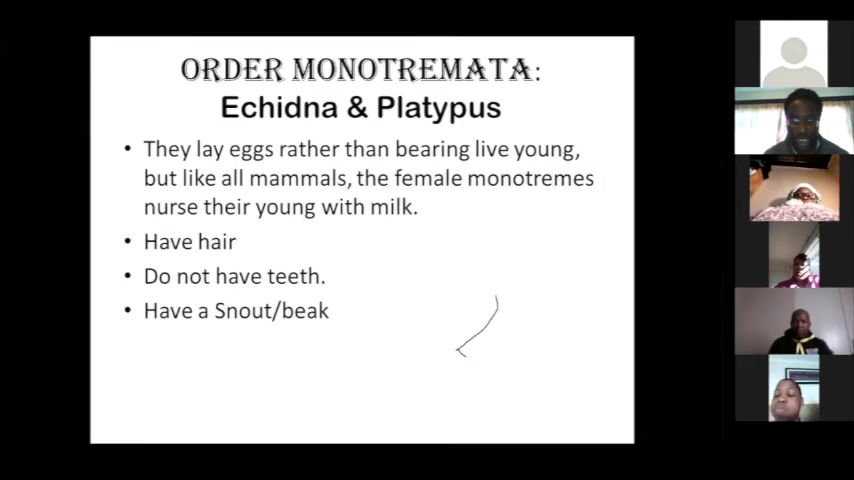 ORDER MONOTREMATA:
Echidna & Platypus
• They lay eggs rather than bearing live young,
but like all mammals, the female monotremes
nurse their young with milk.
• Have hair
• Do not have teeth.
• Have a Snout/beak